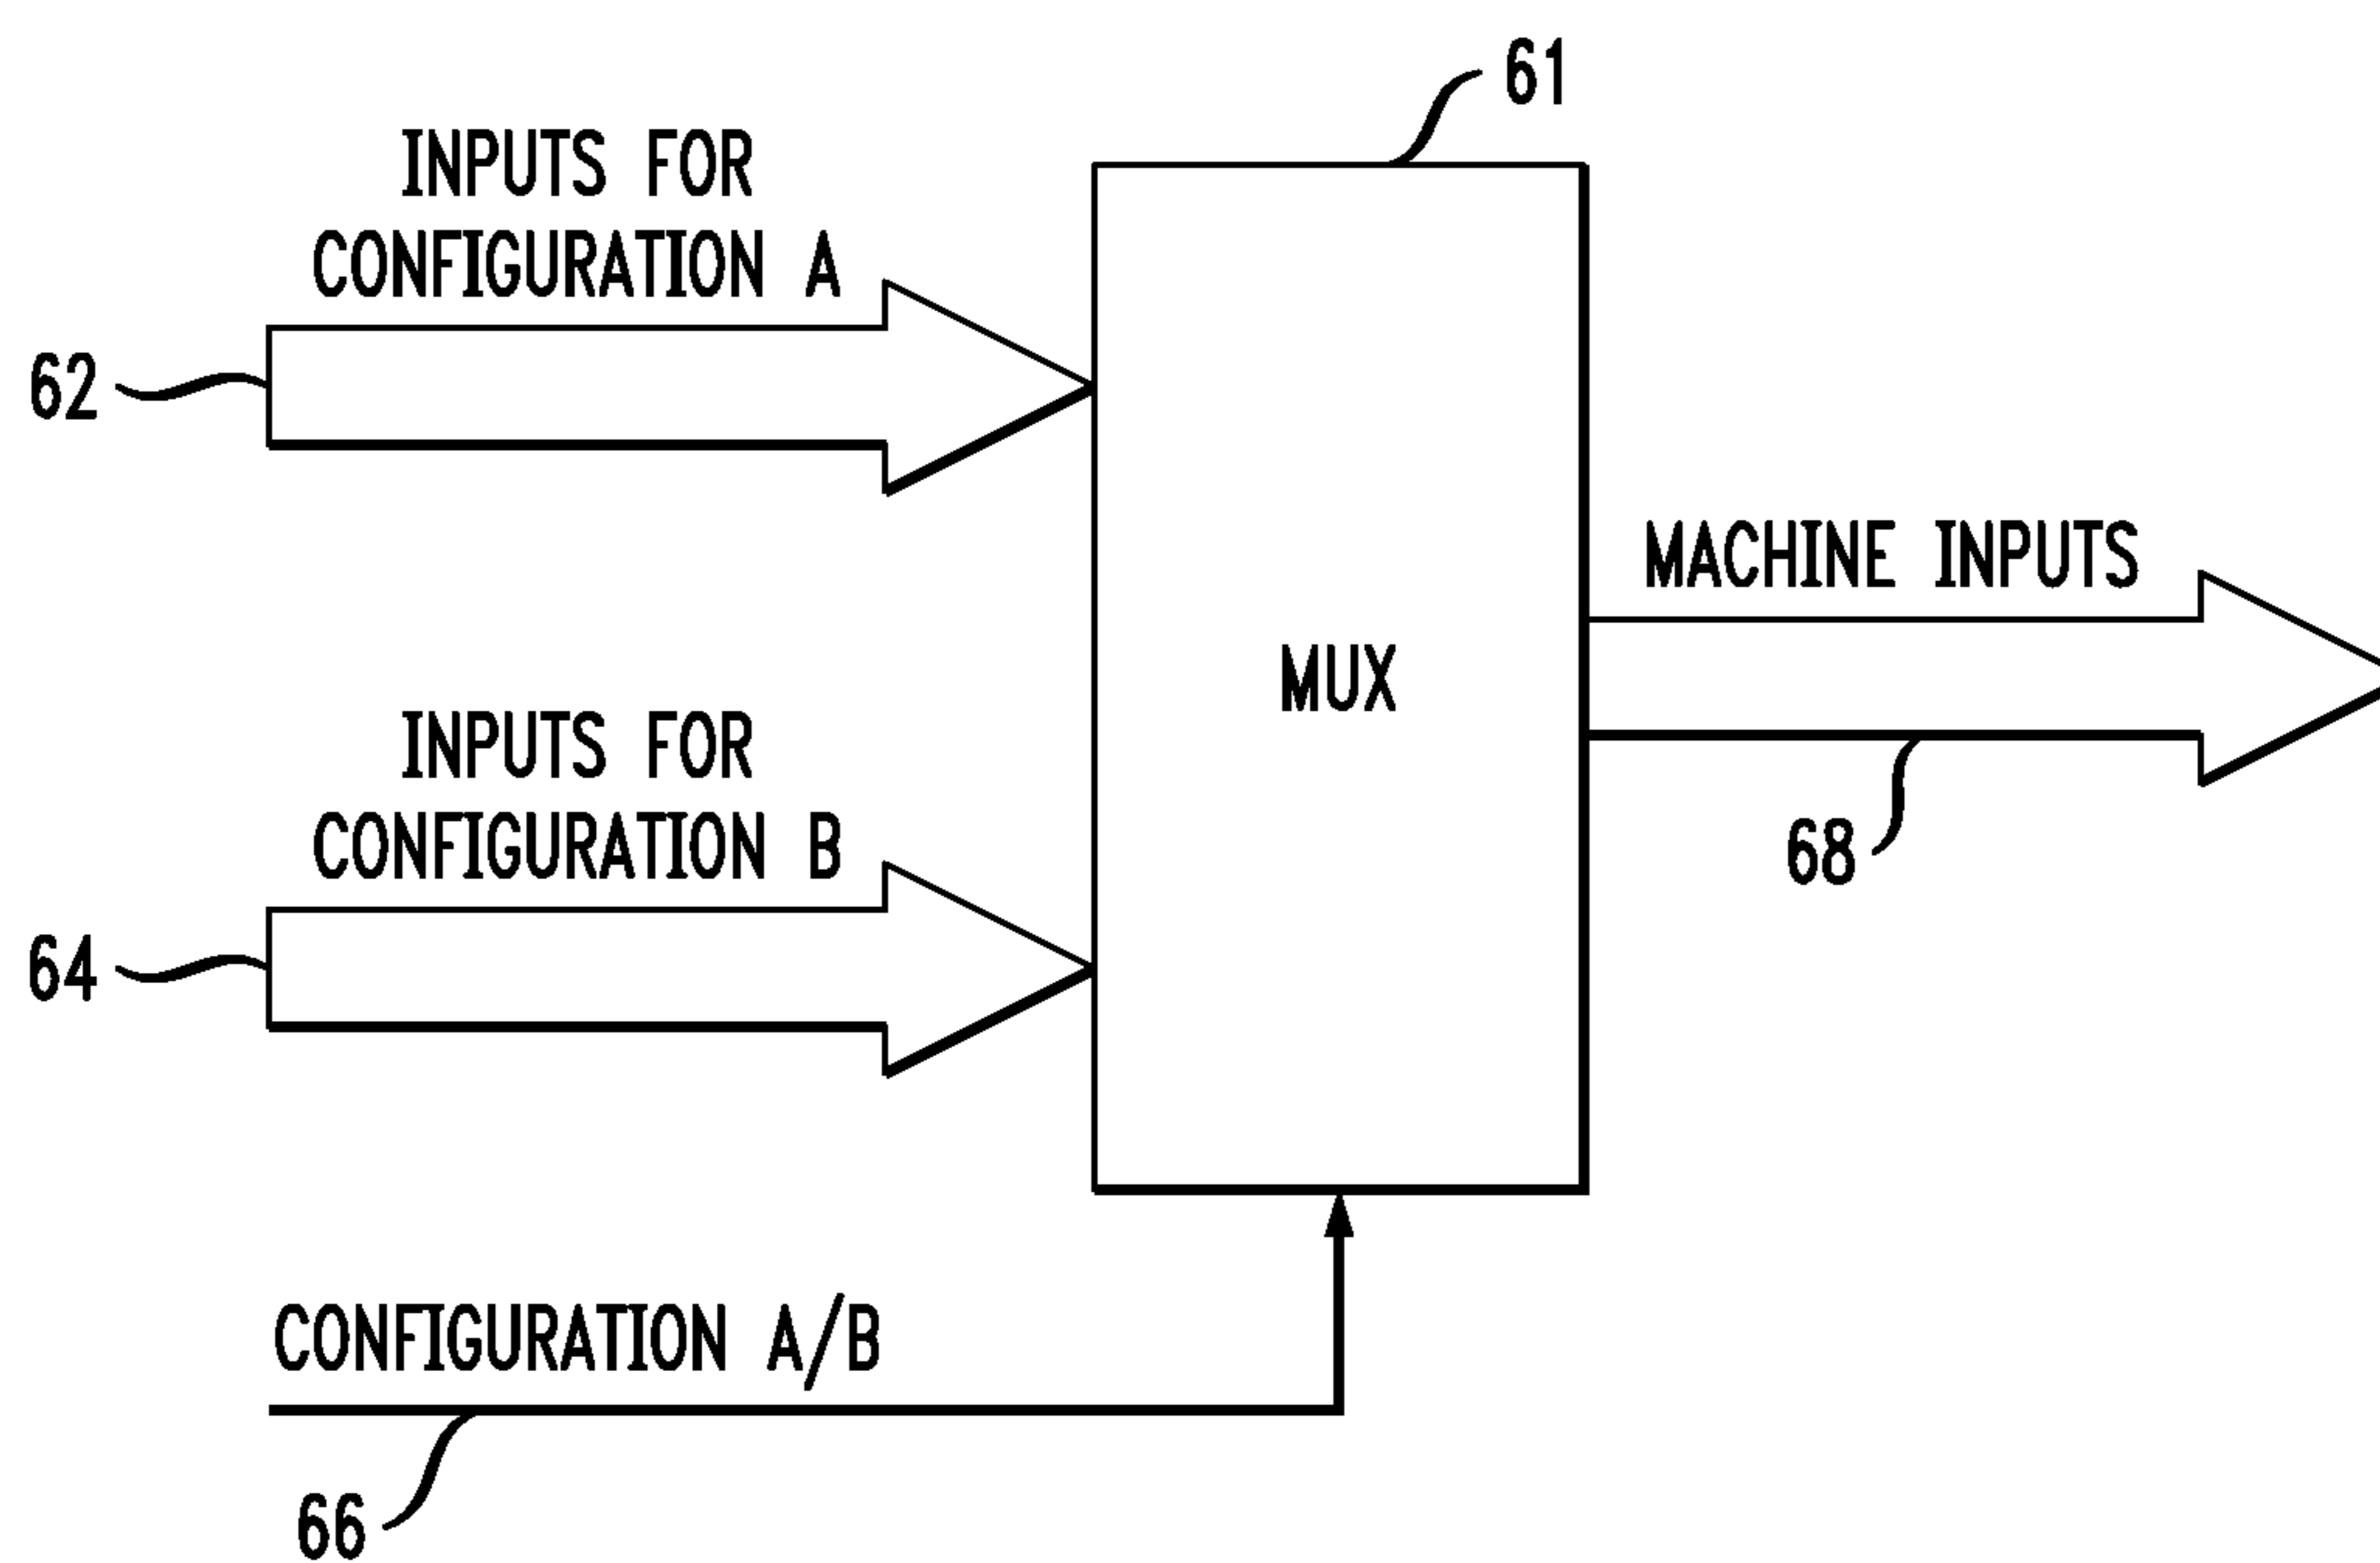 61
INPUTS FOR
CONFIGURATION A
62
MACHINE INPUTS
MUX
INPUTS FOR
CONFIGURATION B
68
64
CONFIGURATION A/B
66